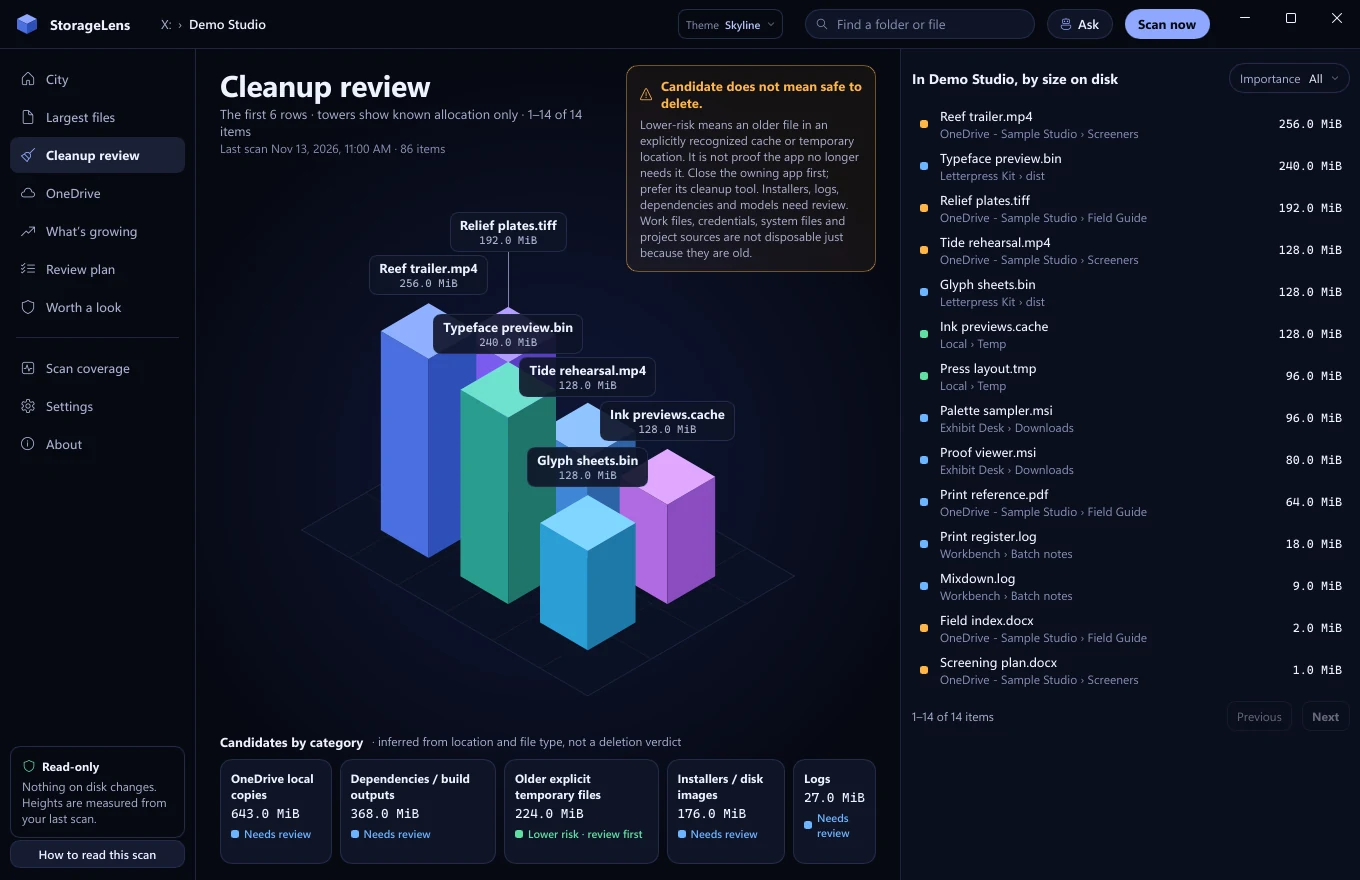 StorageLens
X: › Demo Studio
Theme Skyline
Find a folder or file
Ask
Scan now
City
Largest files
Cleanup review
OneDrive
What's growing
Review plan
Worth a look
Scan coverage
Settings
About
Read-only
Nothing on disk changes.
Heights are measured from
your last scan.
How to read this scan
Cleanup review
The first 6 rows · towers show known allocation only · 1–14 of 14
items
Last scan Nov 13, 2026, 11:00 AM · 86 items
Candidate does not mean safe to
delete.
Lower-risk means an older file in an
explicitly recognized cache or temporary
location. It is not proof the app no longer
needs it. Close the owning app first;
prefer its cleanup tool. Installers, logs,
dependencies and models need review.
Work files, credentials, system files and
project sources are not disposable just
because they are old.
Relief plates.tiff
192.0 MiB
Reef trailer.mp4
256.0 MiB
Typeface preview.bin
240.0 MiB
Tide rehearsal.mp4
128.0 MiB
Ink previews.cache
128.0 MiB
Glyph sheets.bin
128.0 MiB
Candidates by category · inferred from location and file type, not a deletion verdict
OneDrive local
copies
643.0 MiB
Needs review
Dependencies / build
outputs
368.0 MiB
Needs review
Older explicit
temporary files
224.0 MiB
Lower risk · review first
Installers / disk
images
176.0 MiB
Needs review
Logs
27.0 MiB
Needs
review
In Demo Studio, by size on disk
Importance All
Reef trailer.mp4
OneDrive - Sample Studio › Screeners
256.0 MiB
Typeface preview.bin
Letterpress Kit › dist
240.0 MiB
Relief plates.tiff
OneDrive - Sample Studio › Field Guide
192.0 MiB
Tide rehearsal.mp4
OneDrive - Sample Studio › Screeners
128.0 MiB
Glyph sheets.bin
Letterpress Kit › dist
128.0 MiB
Ink previews.cache
Local › Temp
128.0 MiB
Press layout.tmp
Local › Temp
96.0 MiB
Palette sampler.msi
Exhibit Desk › Downloads
96.0 MiB
Proof viewer.msi
Exhibit Desk › Downloads
80.0 MiB
Print reference.pdf
OneDrive - Sample Studio › Field Guide
64.0 MiB
Print register.log
Workbench › Batch notes
18.0 MiB
Mixdown.log
Workbench › Batch notes
9.0 MiB
Field index.docx
OneDrive - Sample Studio › Field Guide
2.0 MiB
Screening plan.docx
OneDrive - Sample Studio › Screeners
1.0 MiB
1–14 of 14 items
Previous
Next